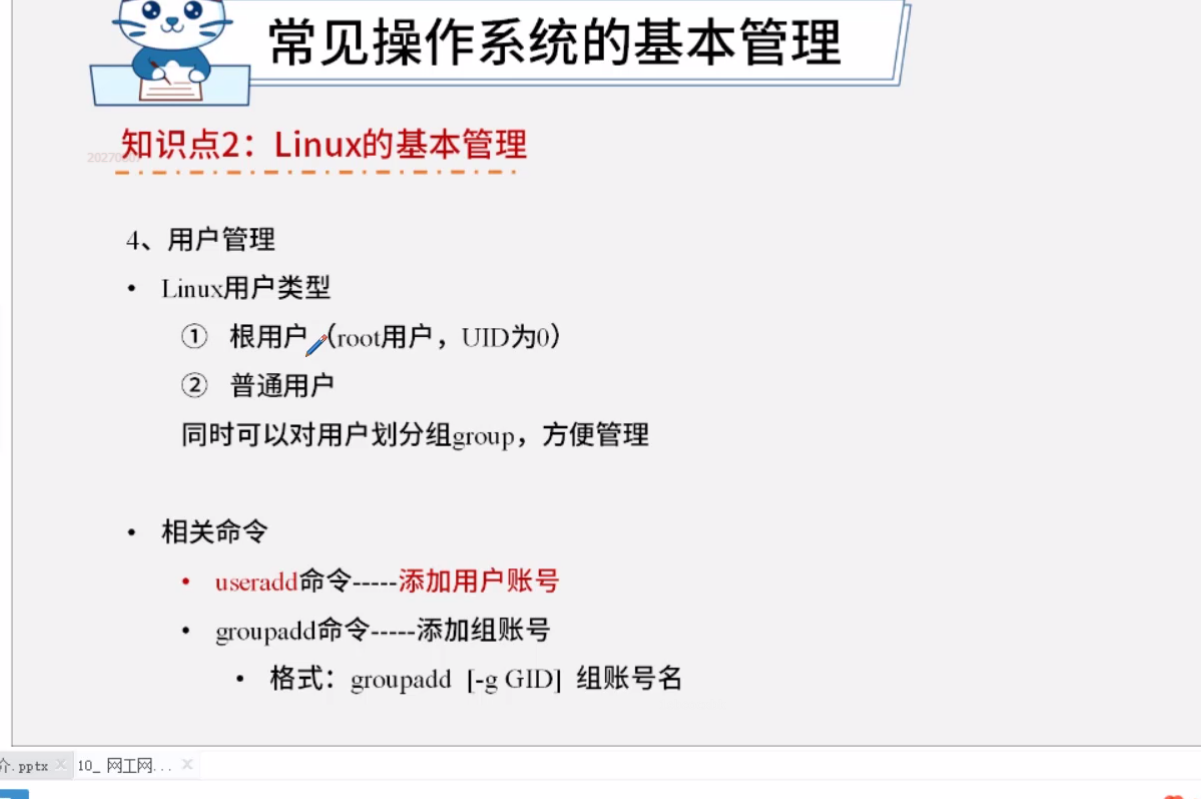 常见操作系统的基本管理
知识点2：Linux的基本管理
4、用户管理
• Linux用户类型
① 根用户（root用户，UID为0）
② 普通用户
同时可以对用户划分组group，方便管理
• 相关命令
• useradd命令-----添加用户账号
• groupadd命令-----添加组账号
• 格式：groupadd [-g GID] 组账号名
介.pptx
10_ 网工网...